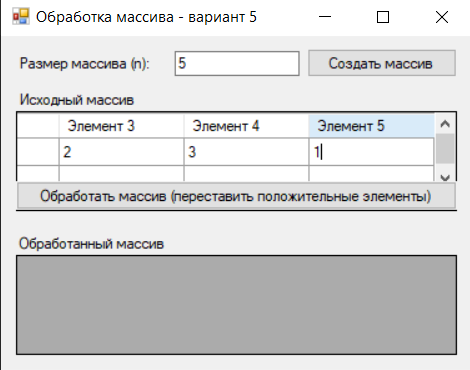 Обработка массива - вариант 5
Размер массива (n): 5 Создать массив
Исходный массив
Элемент 3 Элемент 4 Элемент 5
2 3 1
Обработать массив (переставить положительные элементы)
Обработанный массив